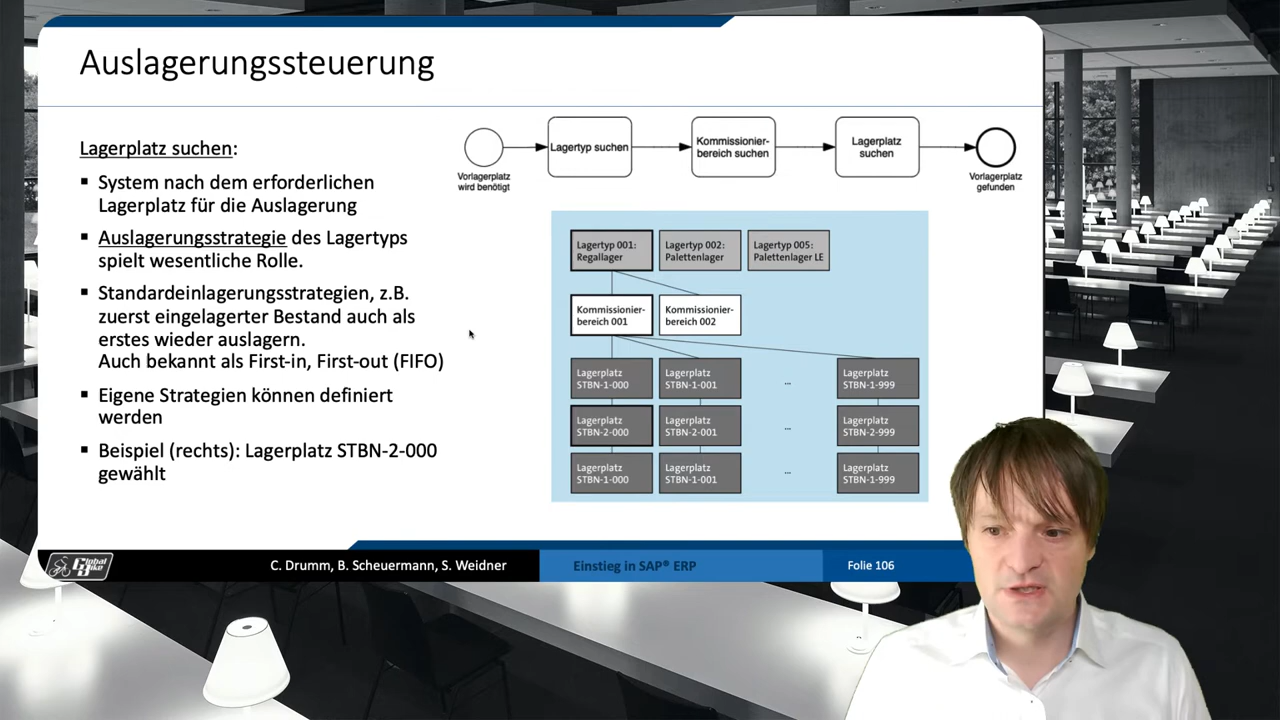 Auslagerungssteuerung
Lagerplatz suchen:
▪ System nach dem erforderlichen
Lagerplatz für die Auslagerung
▪ Auslagerungsstrategie des Lagertyps
spielt wesentliche Rolle.
▪ Standardeinlagerungsstrategien, z.B.
zuerst eingelagerter Bestand auch als
erstes wieder auslagern.
Auch bekannt als First-in, First-out (FIFO)
▪ Eigene Strategien können definiert
werden
▪ Beispiel (rechts): Lagerplatz STBN-2-000
gewählt
Vorlagerplatz
wird benötigt
Lagertyp suchen
Kommissionier-
bereich suchen
Lagerplatz
suchen
Vorlagerplatz
gefunden
Lagertyp 001:
Regallager
Lagertyp 002:
Palettenlager
Lagertyp 005:
Palettenlager LE
Kommissionier-
bereich 001
Kommissionier-
bereich 002
Lagerplatz
STBN-1-000
Lagerplatz
STBN-1-001
...
Lagerplatz
STBN-1-999
Lagerplatz
STBN-2-000
Lagerplatz
STBN-2-001
...
Lagerplatz
STBN-2-999
Lagerplatz
STBN-1-000
Lagerplatz
STBN-1-001
...
Lagerplatz
STBN-1-999
Global
Bike
C. Drumm, B. Scheuermann, S. Weidner
Einstieg in SAP® ERP
Folie 106